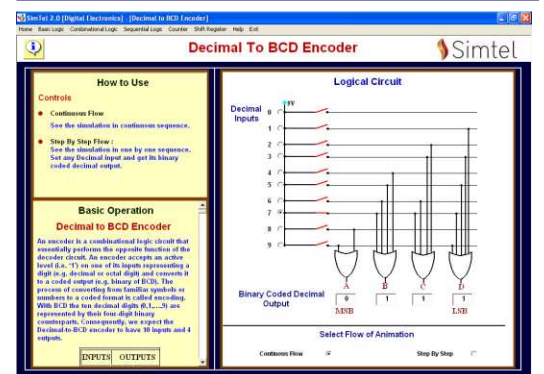 SimTel 2.0 [Digital Electronics] - [Decimal to BCD Encoder]
Home Basic Logic Combinational Logic Sequential Logic Counter Shift Register Help Exit
Decimal To BCD Encoder
Simtel
How to Use
Controls
Continuous Flow
See the simulation in continuous sequence.
Step By Step Flow :
See the simulation in one by one sequence.
Set any Decimal input and get its binary
coded decimal output.
Basic Operation
Decimal to BCD Encoder
An encoder is a combinational logic circuit that
essentially performs the opposite function of the
decoder circuit. An encoder accepts an active
level (i.e. '1') on one of its inputs representing a
digit (e.g. decimal or octal digit) and converts it
to a coded output (e.g. binary of BCD). The
process of converting from familiar symbols or
numbers to a coded format is called encoding.
With BCD the ten decimal digits (0,1,...,9) are
represented by their four-digit binary
counterparts. Consequently, we expect the
Decimal-to-BCD encoder to have 10 inputs and 4
outputs.
INPUTS OUTPUTS
Logical Circuit
5V
Decimal
Inputs
0
1
2
3
4
5
6
7
8
9
A B C D
Binary Coded Decimal
Output
0 1 1 1
MSB LSB
Select Flow of Animation
Continuous Flow Step By Step